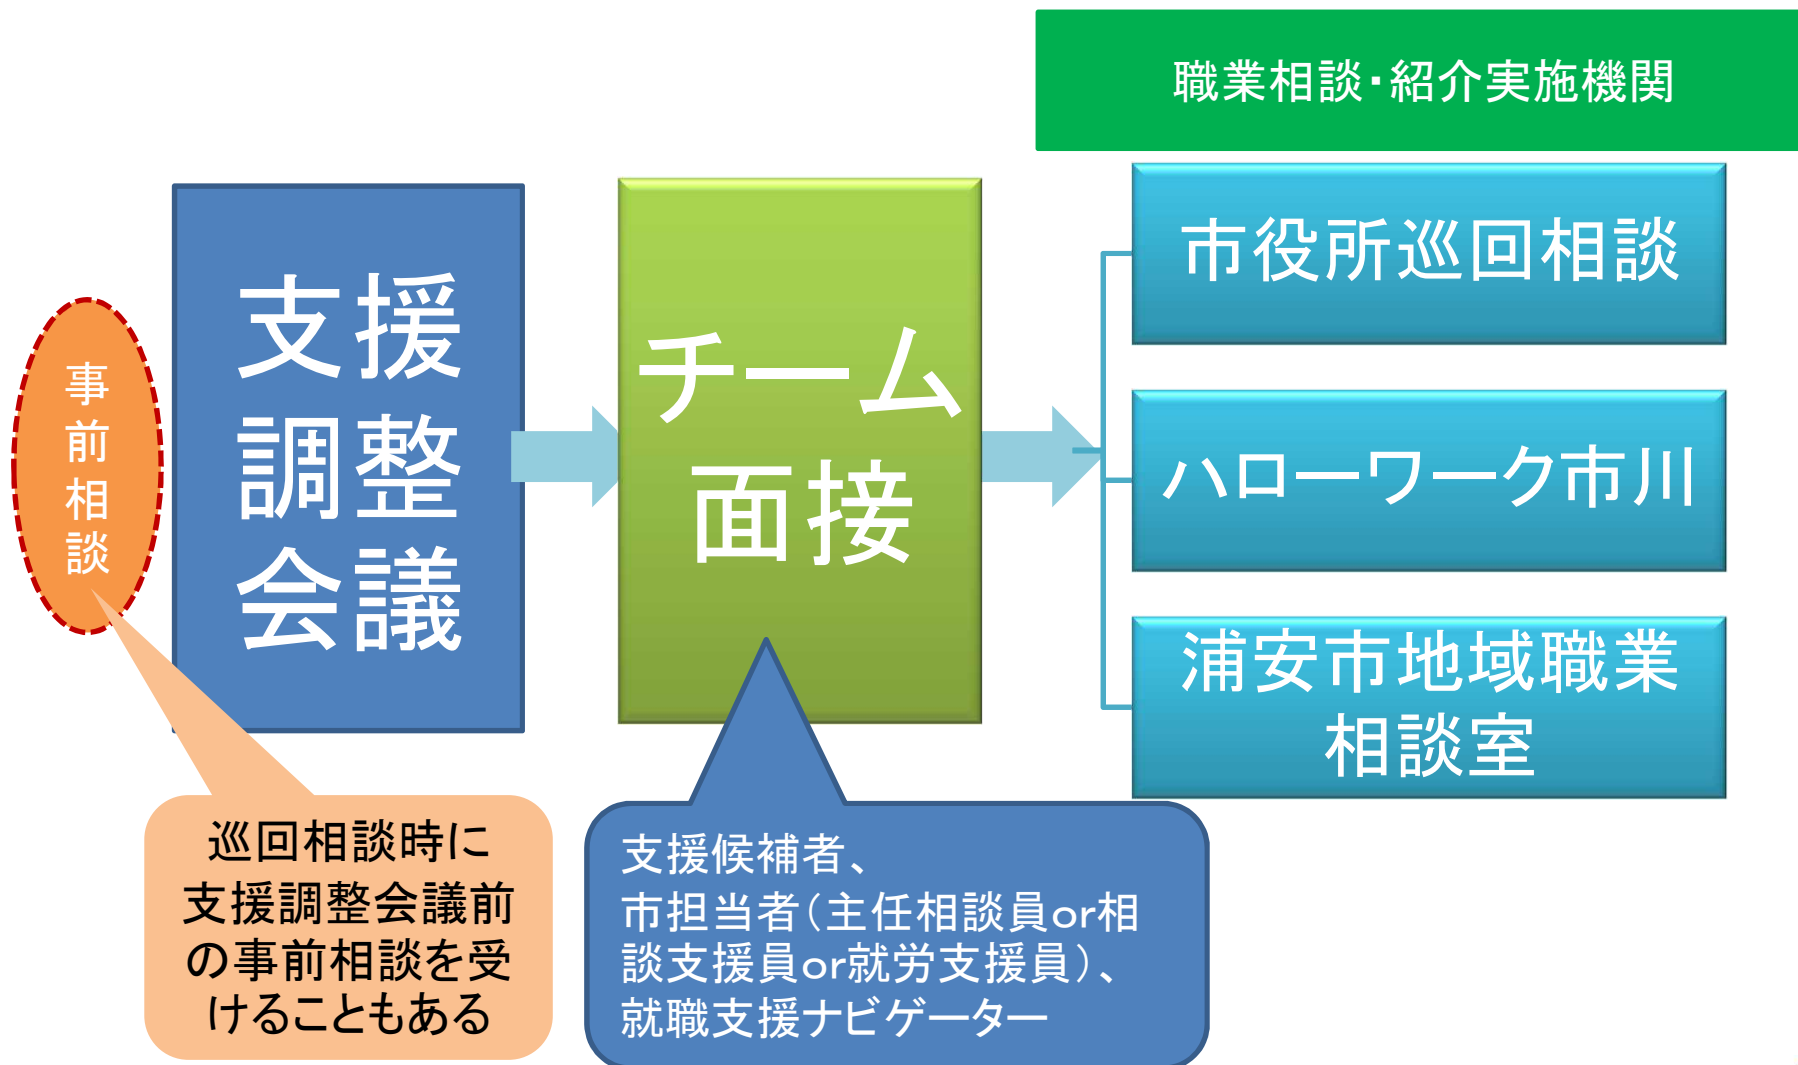 職業相談・紹介実施機関
事前相談
支援
調整
会議
チーム
面接
市役所巡回相談
ハローワーク市川
浦安市地域職業
相談室
巡回相談時に
支援調整会議前
の事前相談を受
けることもある
支援候補者、
市担当者（主任相談員or相
談支援員or就労支援員）、
就職支援ナビゲーター